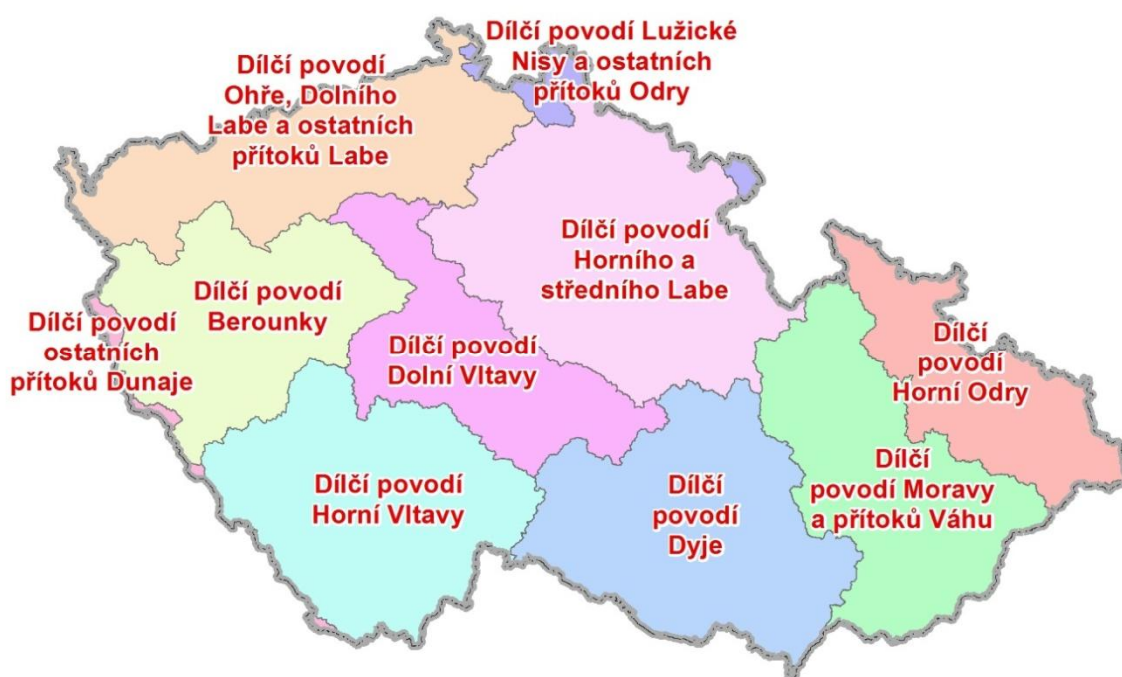 Dílčí povodí Lužické
Nisy a ostatních
přítoků Odry
Dílčí povodí
Ohře, Dolního
Labe a ostatních
přítoků Labe
Dílčí povodí
Horního a
středního Labe
Dílčí povodí
Berounky
Dílčí povodí
ostatních
přítoků Dunaje
Dílčí povodí
Dolní Vltavy
Dílčí
povodí
Horní Odry
Dílčí povodí
Horní Vltavy
Dílčí
povodí
Dyje
Dílčí
povodí Moravy
a přítoků Váhu